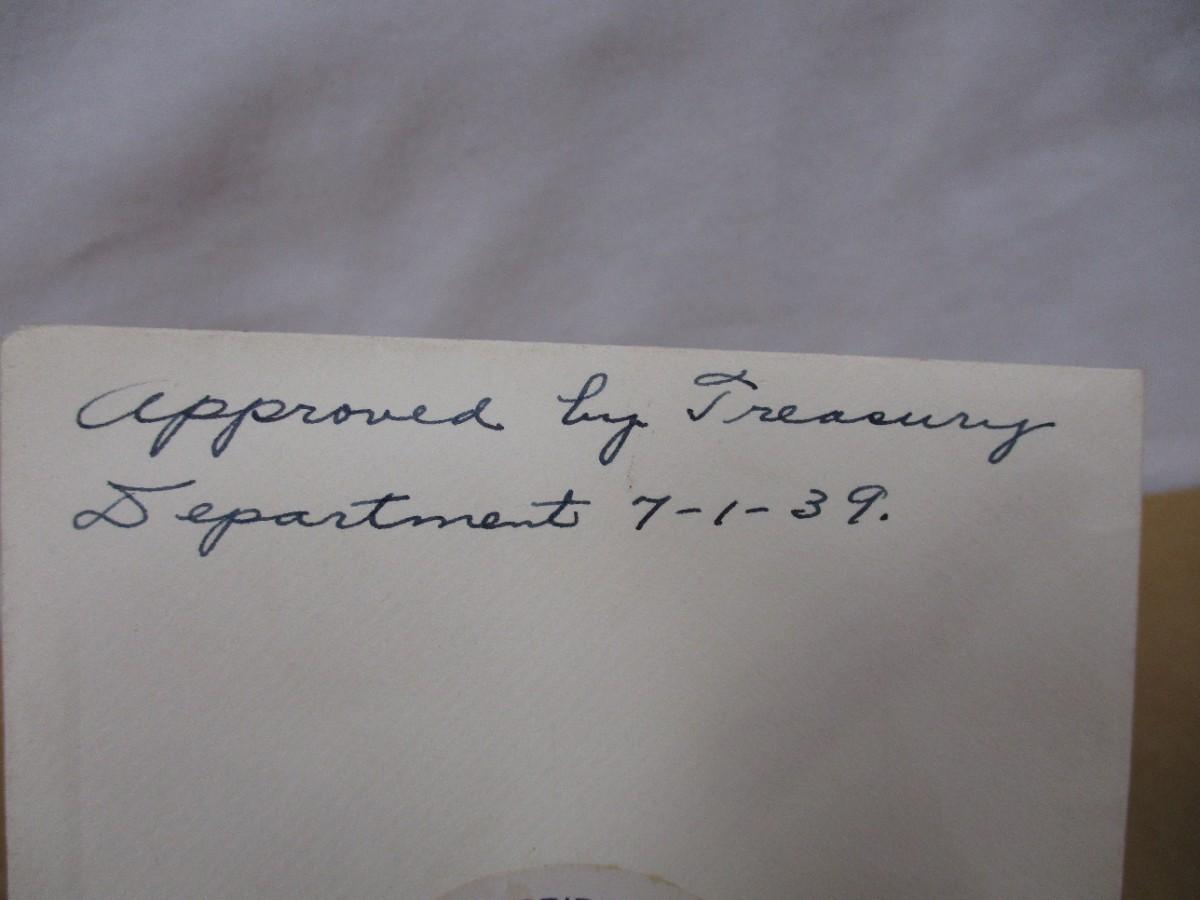 Approved by Treasury
Department 7-1-39.